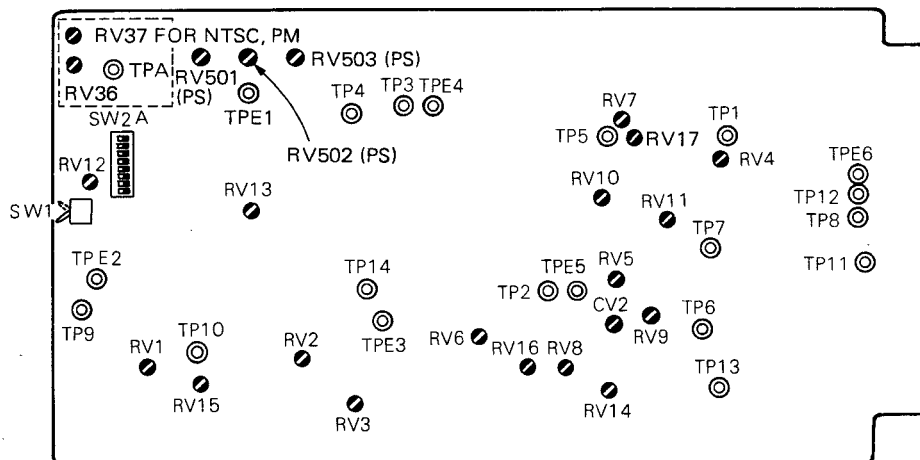 RV37 FOR NTSC, PM
TPA
RV36
RV501
(PS)
RV503 (PS)
TPE1
RV502 (PS)
TP4
TP3
TPE4
RV7
TP5
RV17
TP1
RV4
TPE6
TP12
TP8
TP11
SW2 A
RV12
SW1
RV13
RV10
RV11
TP7
TPE2
TP9
TP14
TPE3
TP2
TPE5
RV5
CV2
RV9
TP6
RV1
TP10
RV15
RV2
RV3
RV6
RV16
RV8
RV14
TP13